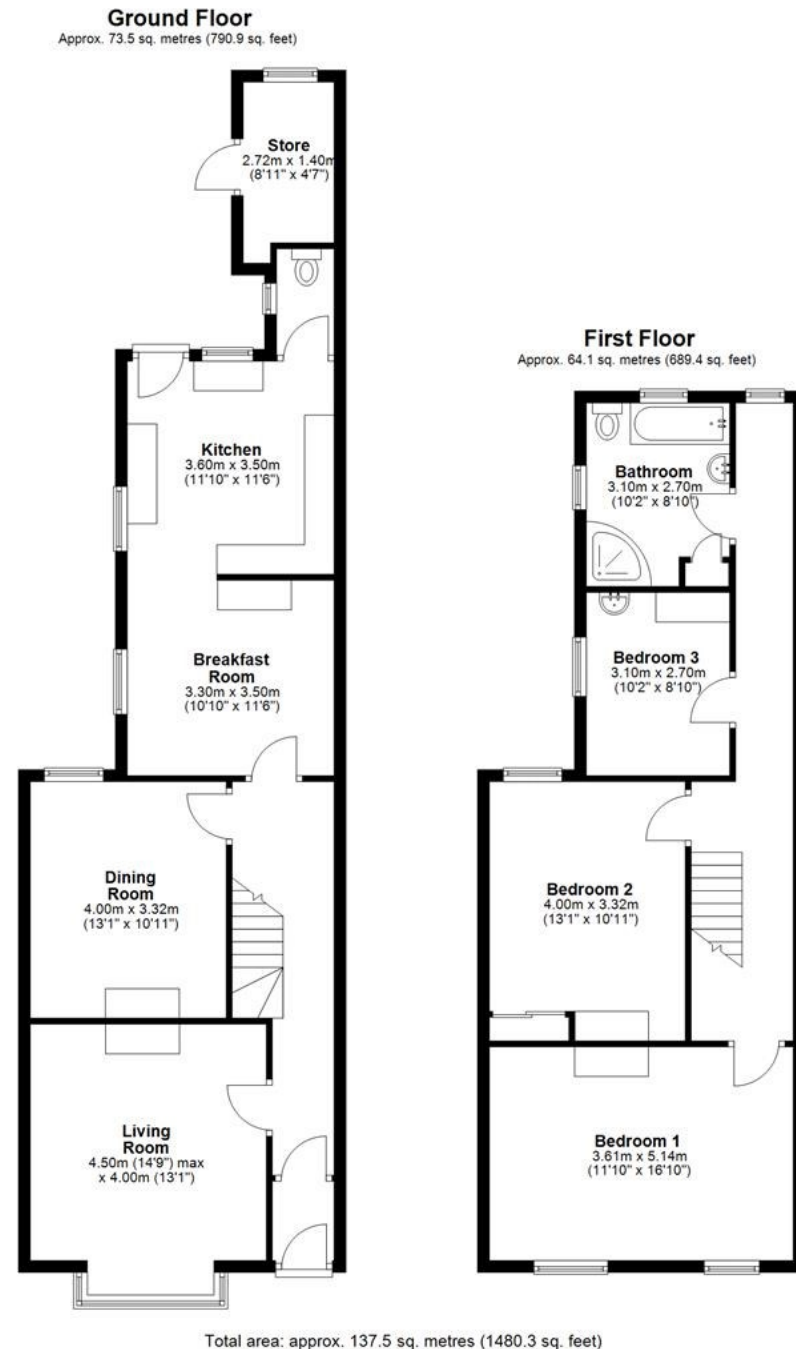 Ground Floor
Approx. 73.5 sq. metres (790.9 sq. feet)
Store
2.72m x 1.40m
(8'11" x 4'7")
Kitchen
3.60m x 3.50m
(11'10" x 11'6")
Breakfast
Room
3.30m x 3.50m
(10'10" x 11'6")
Dining
Room
4.00m x 3.32m
(13'1" x 10'11")
Living
Room
4.50m (14'9") max
x 4.00m (13'1")
First Floor
Approx. 64.1 sq. metres (689.4 sq. feet)
Bathroom
3.10m x 2.70m
(10'2" x 8'10")
Bedroom 3
3.10m x 2.70m
(10'2" x 8'10")
Bedroom 2
4.00m x 3.32m
(13'1" x 10'11")
Bedroom 1
3.61m x 5.14m
(11'10" x 16'10")
Total area: approx. 137.5 sq. metres (1480.3 sq. feet)